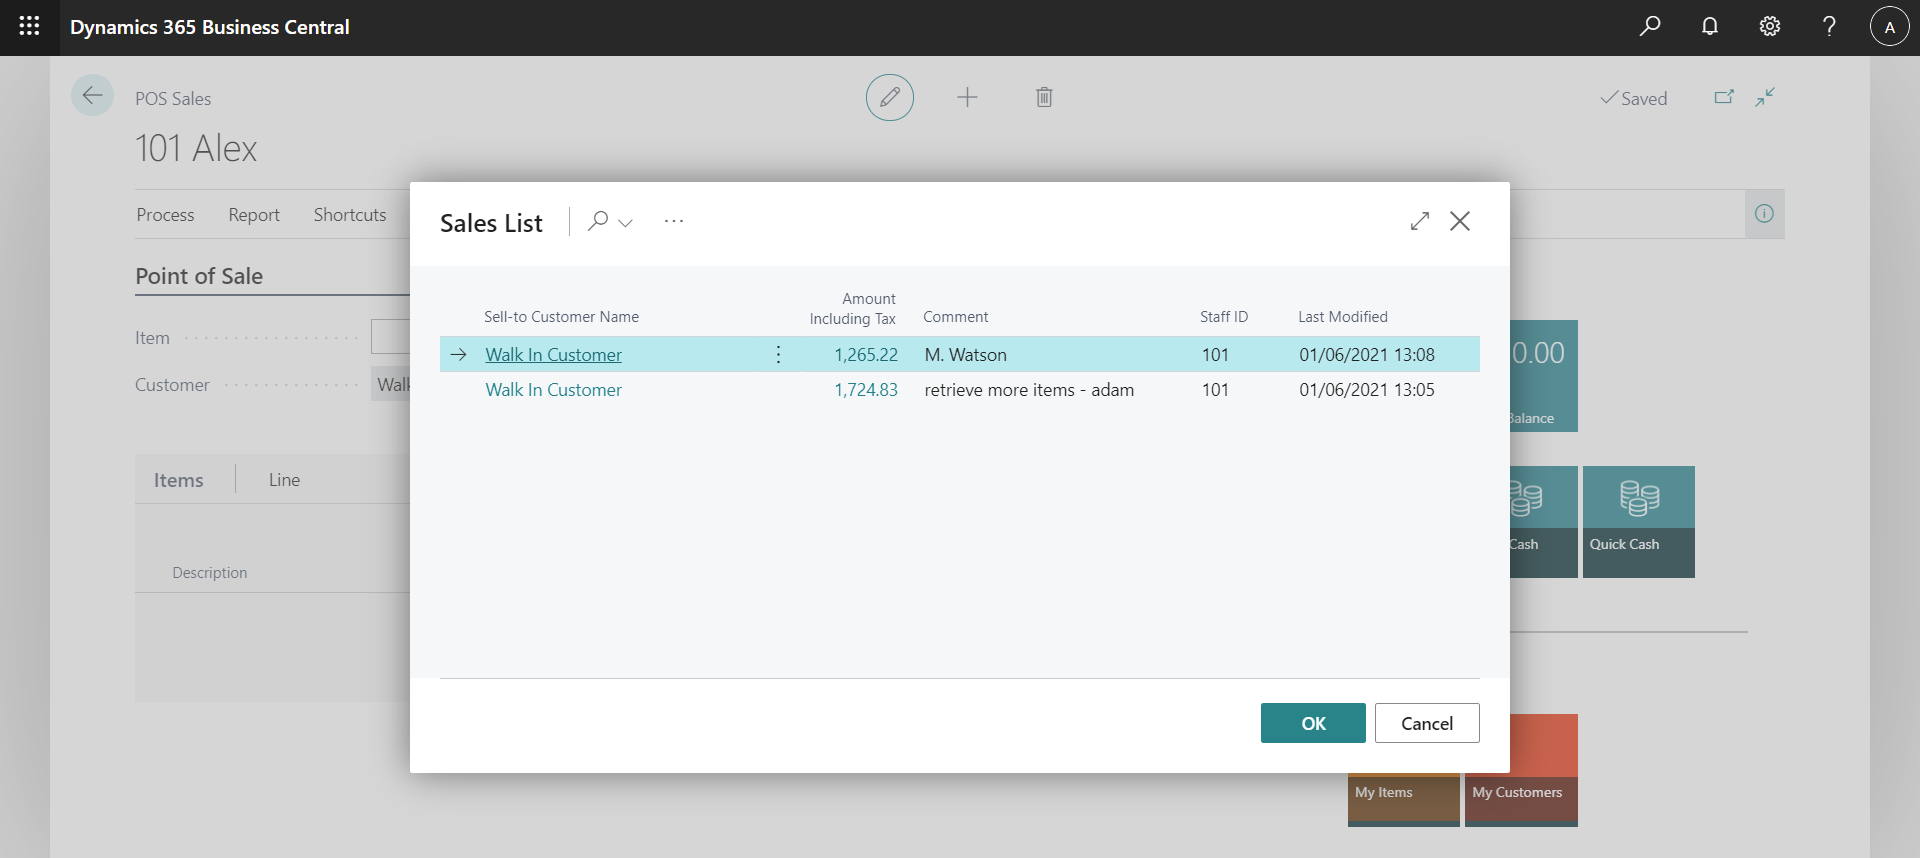 Dynamics 365 Business Central
A
POS Sales
Saved
101 Alex
Process Report Shortcuts
Point of Sale
Item
Customer
Items Line
Description
Sales List
Sell-to Customer Name Amount Including Tax Comment Staff ID Last Modified
Walk In Customer 1,265.22 M. Watson 101 01/06/2021 13:08
Walk In Customer 1,724.83 retrieve more items - adam 101 01/06/2021 13:05
OK Cancel
0.00
Balance
Cash Quick Cash
My Items My Customers